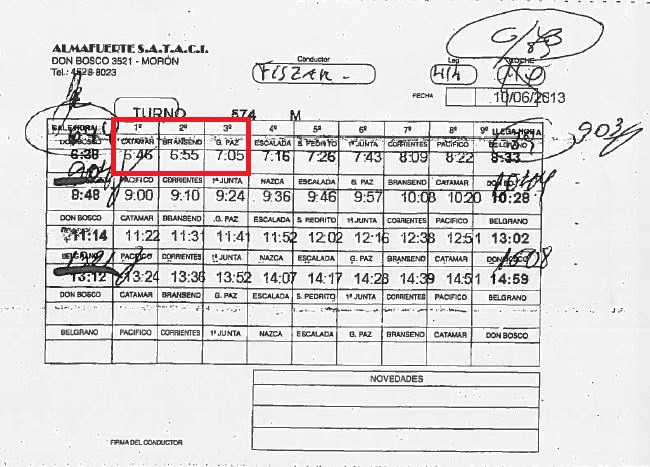 ALMAFUERTE S.A.T.A.C.I.
DON BOSCO 3521 - MORÓN
Tel.: 4628-8023
Conductor
Leg
COCHE
FECHA 10/06/2013
TURNO 574 M
SALE HORA 1º 2º 3º 4º 5º 6º 7º 8º 9º LLEGA HORA
DON BOSCO CATAMAR BRANSEND G. PAZ ESCALADA S. PEDRITO 1ª JUNTA CORRIENTES PACIFICO BELGRANO
6:38 6:46 6:55 7:05 7:16 7:26 7:43 8:09 8:22 8:33
PACIFICO CORRIENTES 1ª JUNTA NAZCA ESCALADA G. PAZ BRANSEND CATAMAR DON BOSCO
8:48 9:00 9:10 9:24 9:36 9:46 9:57 10:08 10:20 10:28
DON BOSCO CATAMAR BRANSEND G. PAZ ESCALADA S. PEDRITO 1ª JUNTA CORRIENTES PACIFICO BELGRANO
11:14 11:22 11:31 11:41 11:52 12:02 12:16 12:38 12:51 13:02
BELGRANO PACIFICO CORRIENTES 1ª JUNTA NAZCA ESCALADA G. PAZ BRANSEND CATAMAR DON BOSCO
13:12 13:24 13:36 13:52 14:07 14:17 14:28 14:39 14:51 14:59
DON BOSCO CATAMAR BRANSEND G. PAZ ESCALADA S. PEDRITO 1ª JUNTA CORRIENTES PACIFICO BELGRANO
BELGRANO PACIFICO CORRIENTES 1ª JUNTA NAZCA ESCALADA G. PAZ BRANSEND CATAMAR DON BOSCO
NOVEDADES
FIRMA DEL CONDUCTOR